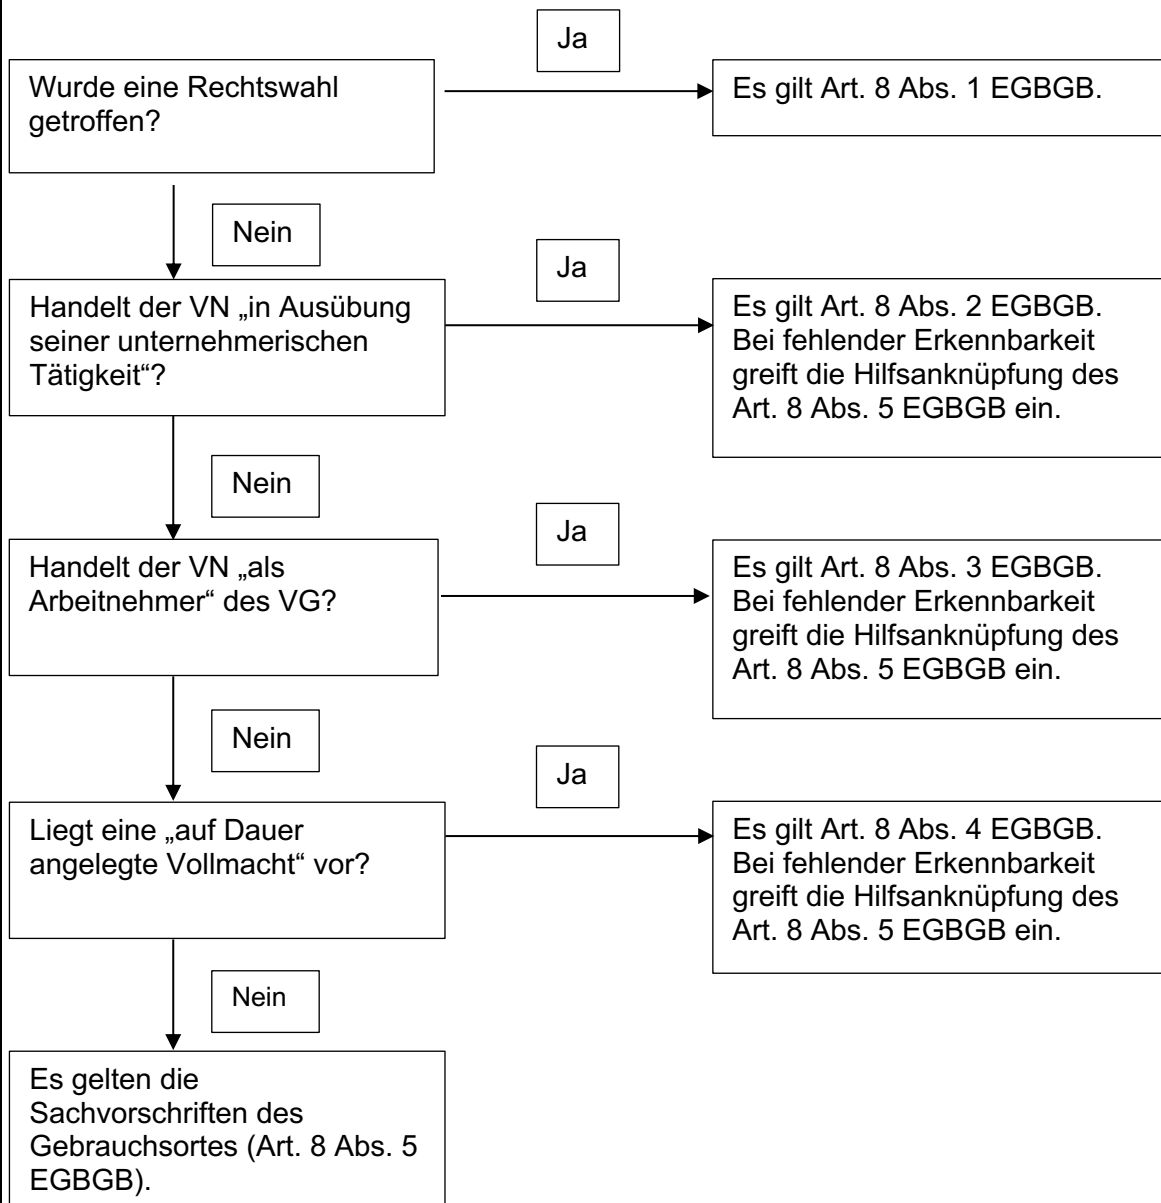 Ja
Wurde eine Rechtswahl
getroffen?
Es gilt Art. 8 Abs. 1 EGBGB.
Nein
Ja
Handelt der VN „in Ausübung
seiner unternehmerischen
Tätigkeit“?
Es gilt Art. 8 Abs. 2 EGBGB.
Bei fehlender Erkennbarkeit
greift die Hilfsanknüpfung des
Art. 8 Abs. 5 EGBGB ein.
Nein
Ja
Handelt der VN „als
Arbeitnehmer“ des VG?
Es gilt Art. 8 Abs. 3 EGBGB.
Bei fehlender Erkennbarkeit
greift die Hilfsanknüpfung des
Art. 8 Abs. 5 EGBGB ein.
Nein
Ja
Liegt eine „auf Dauer
angelegte Vollmacht“ vor?
Es gilt Art. 8 Abs. 4 EGBGB.
Bei fehlender Erkennbarkeit
greift die Hilfsanknüpfung des
Art. 8 Abs. 5 EGBGB ein.
Nein
Es gelten die
Sachvorschriften des
Gebrauchsortes (Art. 8 Abs. 5
EGBGB).